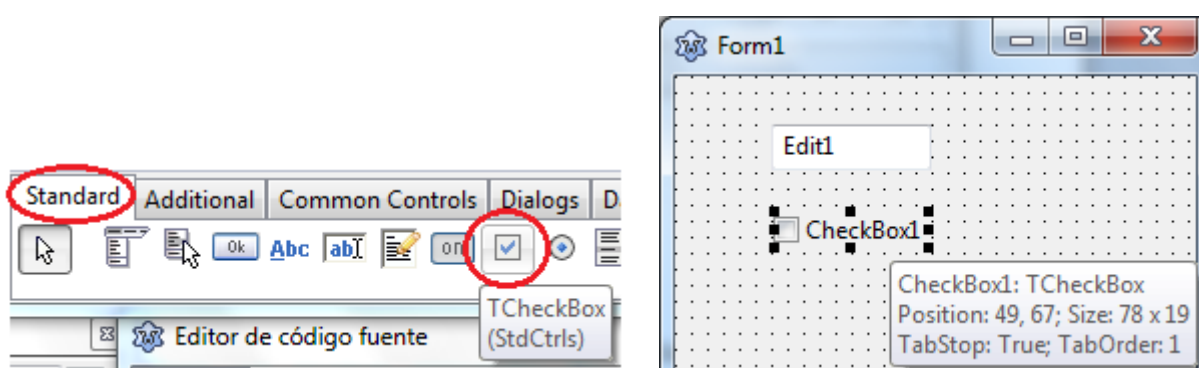 Standard
Additional
Common Controls
Dialogs
D
Ok
Abc
abI
on
TCheckBox
(StdCtrls)
Editor de código fuente
Form1
Edit1
CheckBox1
CheckBox1: TCheckBox
Position: 49, 67; Size: 78 x 19
TabStop: True; TabOrder: 1